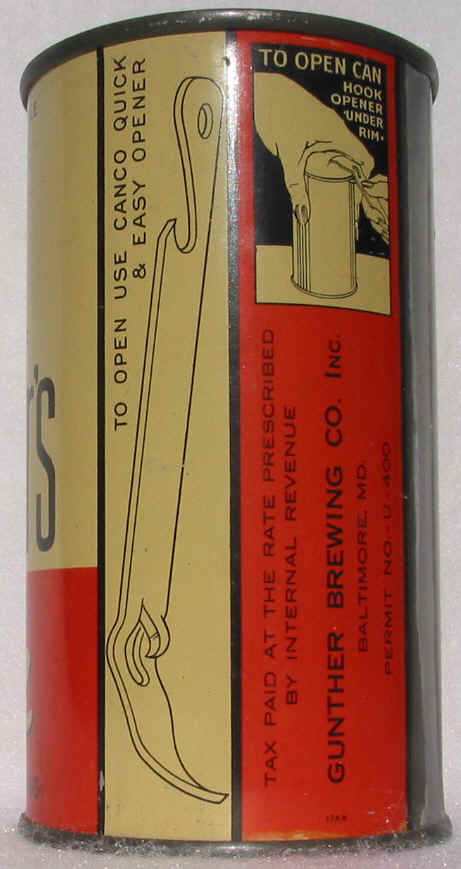 TO OPEN USE CANCO QUICK
& EASY OPENER
TO OPEN CAN
HOOK
OPENER
UNDER
RIM.
TAX PAID AT THE RATE PRESCRIBED
BY INTERNAL REVENUE
GUNTHER BREWING CO. INC.
BALTIMORE, MD.
PERMIT NO.-U-400
'S